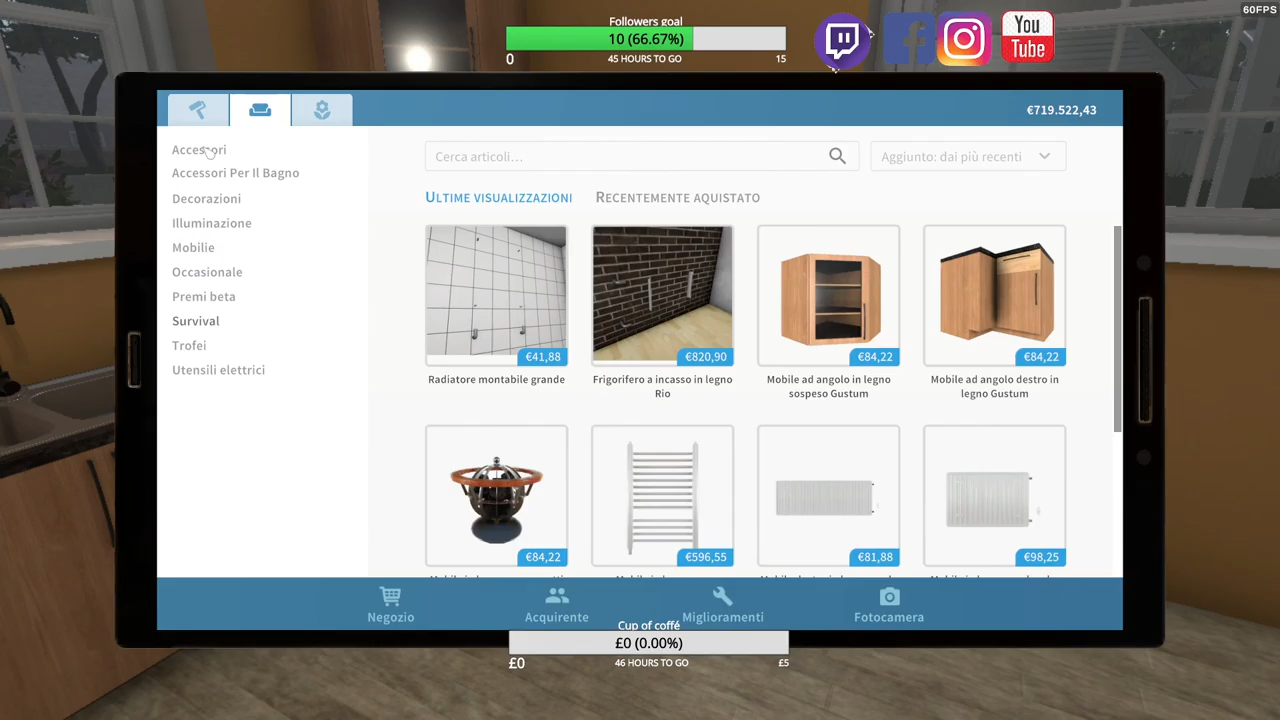 60FPS
Followers goal
10 (66.67%)
0 45 HOURS TO GO 15
You
Tube
€719.522,43
Accessori
Accessori Per Il Bagno
Decorazioni
Illuminazione
Mobilie
Occasionale
Premi beta
Survival
Trofei
Utensili elettrici
Cerca articoli...
Aggiunto: dai più recenti
ULTIME VISUALIZZAZIONI RECENTEMENTE AQUISTATO
€41,88 €820,90 €84,22 €84,22
Radiatore montabile grande
Frigorifero a incasso in legno
Rio
Mobile ad angolo in legno
sospeso Gustum
Mobile ad angolo destro in
legno Gustum
€84,22 €596,55 €81,88 €98,25
Negozio Acquirente Miglioramenti Fotocamera
Cup of coffé
£0 (0.00%)
£0 46 HOURS TO GO £5